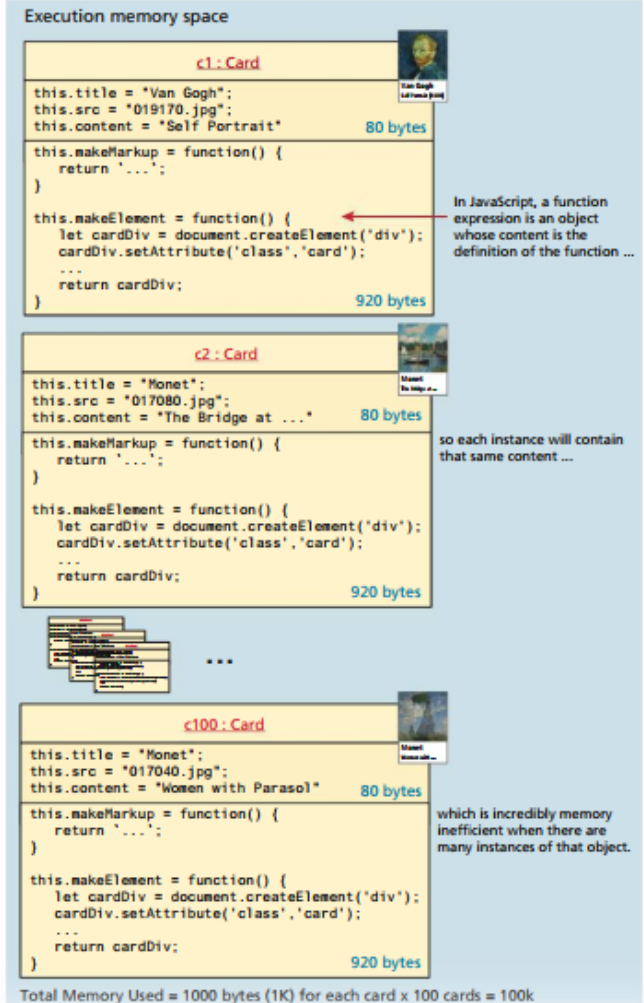 Execution memory space
c1 : Card
this.title = "Van Gogh";
this.src = "019170.jpg";
this.content = "Self Portrait"
80 bytes
Van Gogh
this.makeMarkup = function() {
return `...`;
}
this.makeElement = function() {
let cardDiv = document.createElement('div');
cardDiv.setAttribute('class','card');
...
return cardDiv;
}
920 bytes
In JavaScript, a function
expression is an object
whose content is the
definition of the function ...
c2 : Card
this.title = "Monet";
this.src = "017080.jpg";
this.content = "The Bridge at ..."
80 bytes
Monet
this.makeMarkup = function() {
return `...`;
}
this.makeElement = function() {
let cardDiv = document.createElement('div');
cardDiv.setAttribute('class','card');
...
return cardDiv;
}
920 bytes
so each instance will contain
that same content ...
...
c100 : Card
this.title = "Monet";
this.src = "017040.jpg";
this.content = "Women with Parasol"
80 bytes
Monet
this.makeMarkup = function() {
return `...`;
}
this.makeElement = function() {
let cardDiv = document.createElement('div');
cardDiv.setAttribute('class','card');
...
return cardDiv;
}
920 bytes
which is incredibly memory
inefficient when there are
many instances of that object.
Total Memory Used = 1000 bytes (1K) for each card x 100 cards = 100k